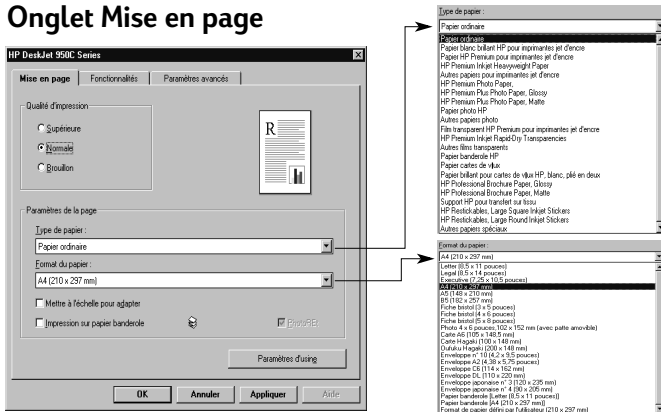 Onglet Mise en page
HP DeskJet 950C Series
Mise en page
Fonctionnalités
Paramètres avancés
Qualité d'impression
Supérieure
Normale
Brouillon
R
Paramètres de la page
Type de papier :
Papier ordinaire
Format du papier :
A4 (210 x 297 mm)
Mettre à l'échelle pour adapter
Impression sur papier banderole
PhotoREt
Paramètres d'usine
OK
Annuler
Appliquer
Aide
Type de papier :
Papier ordinaire
Papier ordinaire
Papier blanc brillant HP pour imprimantes jet d'encre
Papier HP Premium pour imprimantes jet d'encre
HP Premium Inkjet Heavyweight Paper
Autres papiers pour imprimantes jet d'encre
HP Premium Photo Paper,
HP Premium Plus Photo Paper, Glossy
HP Premium Plus Photo Paper, Matte
Papier photo HP
Autres papiers photo
Film transparent HP Premium pour imprimantes jet d'encre
HP Premium Inkjet Rapid-Dry Transparencies
Autres films transparents
Papier banderole HP
Papier cartes de vœux
Papier brillant pour cartes de vœux HP, blanc, plié en deux
HP Professional Brochure Paper, Glossy
HP Professional Brochure Paper, Matte
Support HP pour transfert sur tissu
HP Restickables, Large Square Inkjet Stickers
HP Restickables, Large Round Inkjet Stickers
Autres papiers spéciaux
Format du papier :
A4 (210 x 297 mm)
Letter (8,5 x 11 pouces)
Legal (8,5 x 14 pouces)
Executive (7,25 x 10,5 pouces)
A4 (210 x 297 mm)
A5 (148 x 210 mm)
B5 (182 x 257 mm)
Fiche bristol (3 x 5 pouces)
Fiche bristol (4 x 6 pouces)
Fiche bristol (5 x 8 pouces)
Photo 4 x 6 pouces,102 x 152 mm (avec patte amovible)
Carte A6 (105 x 148,5 mm)
Carte Hagaki (100 x 148 mm)
Oufuku Hagaki (200 x 148 mm)
Enveloppe n° 10 (4,2 x 9,5 pouces)
Enveloppe A2 (4,38 x 5,75 pouces)
Enveloppe C6 (114 x 162 mm)
Enveloppe DL (110 x 220 mm)
Enveloppe japonaise n° 3 (120 x 235 mm)
Enveloppe japonaise n° 4 (90 x 205 mm)
Papier banderole [Letter (8,5 x 11 pouces)]
Papier banderole [A4 (210 x 297 mm)]
Format de papier défini par l'utilisateur (210 x 297 mm)